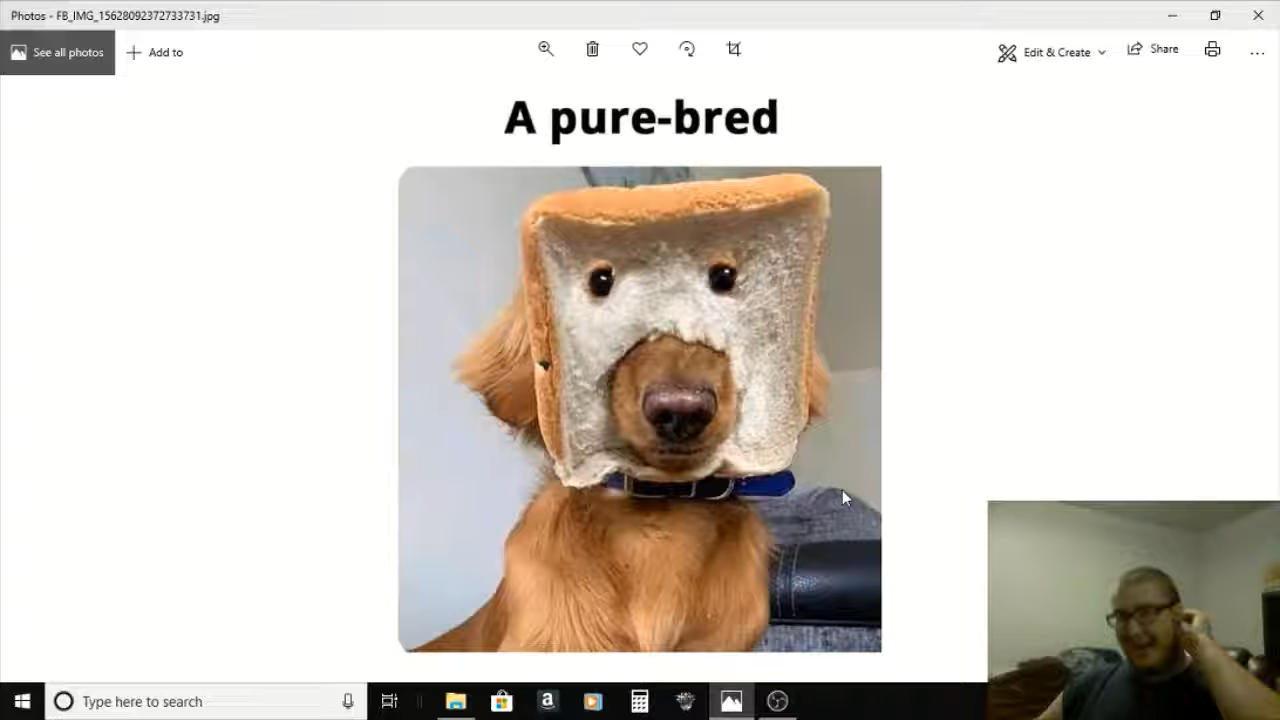 Photos - FB_IMG_15628092372733731.jpg
See all photos
Add to
Edit & Create
Share
A pure-bred
Type here to search